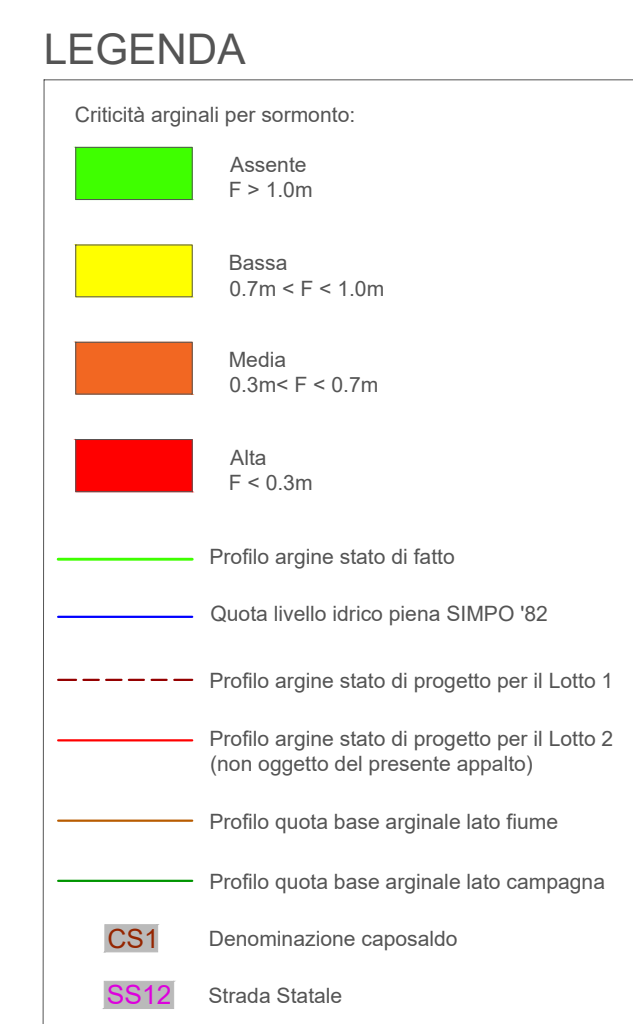 LEGENDA
Criticità arginali per sormonto:
Assente
F > 1.0m
Bassa
0.7m < F < 1.0m
Media
0.3m< F < 0.7m
Alta
F < 0.3m
Profilo argine stato di fatto
Quota livello idrico piena SIMPO '82
Profilo argine stato di progetto per il Lotto 1
Profilo argine stato di progetto per il Lotto 2
(non oggetto del presente appalto)
Profilo quota base arginale lato fiume
Profilo quota base arginale lato campagna
CS1 Denominazione caposaldo
SS12 Strada Statale